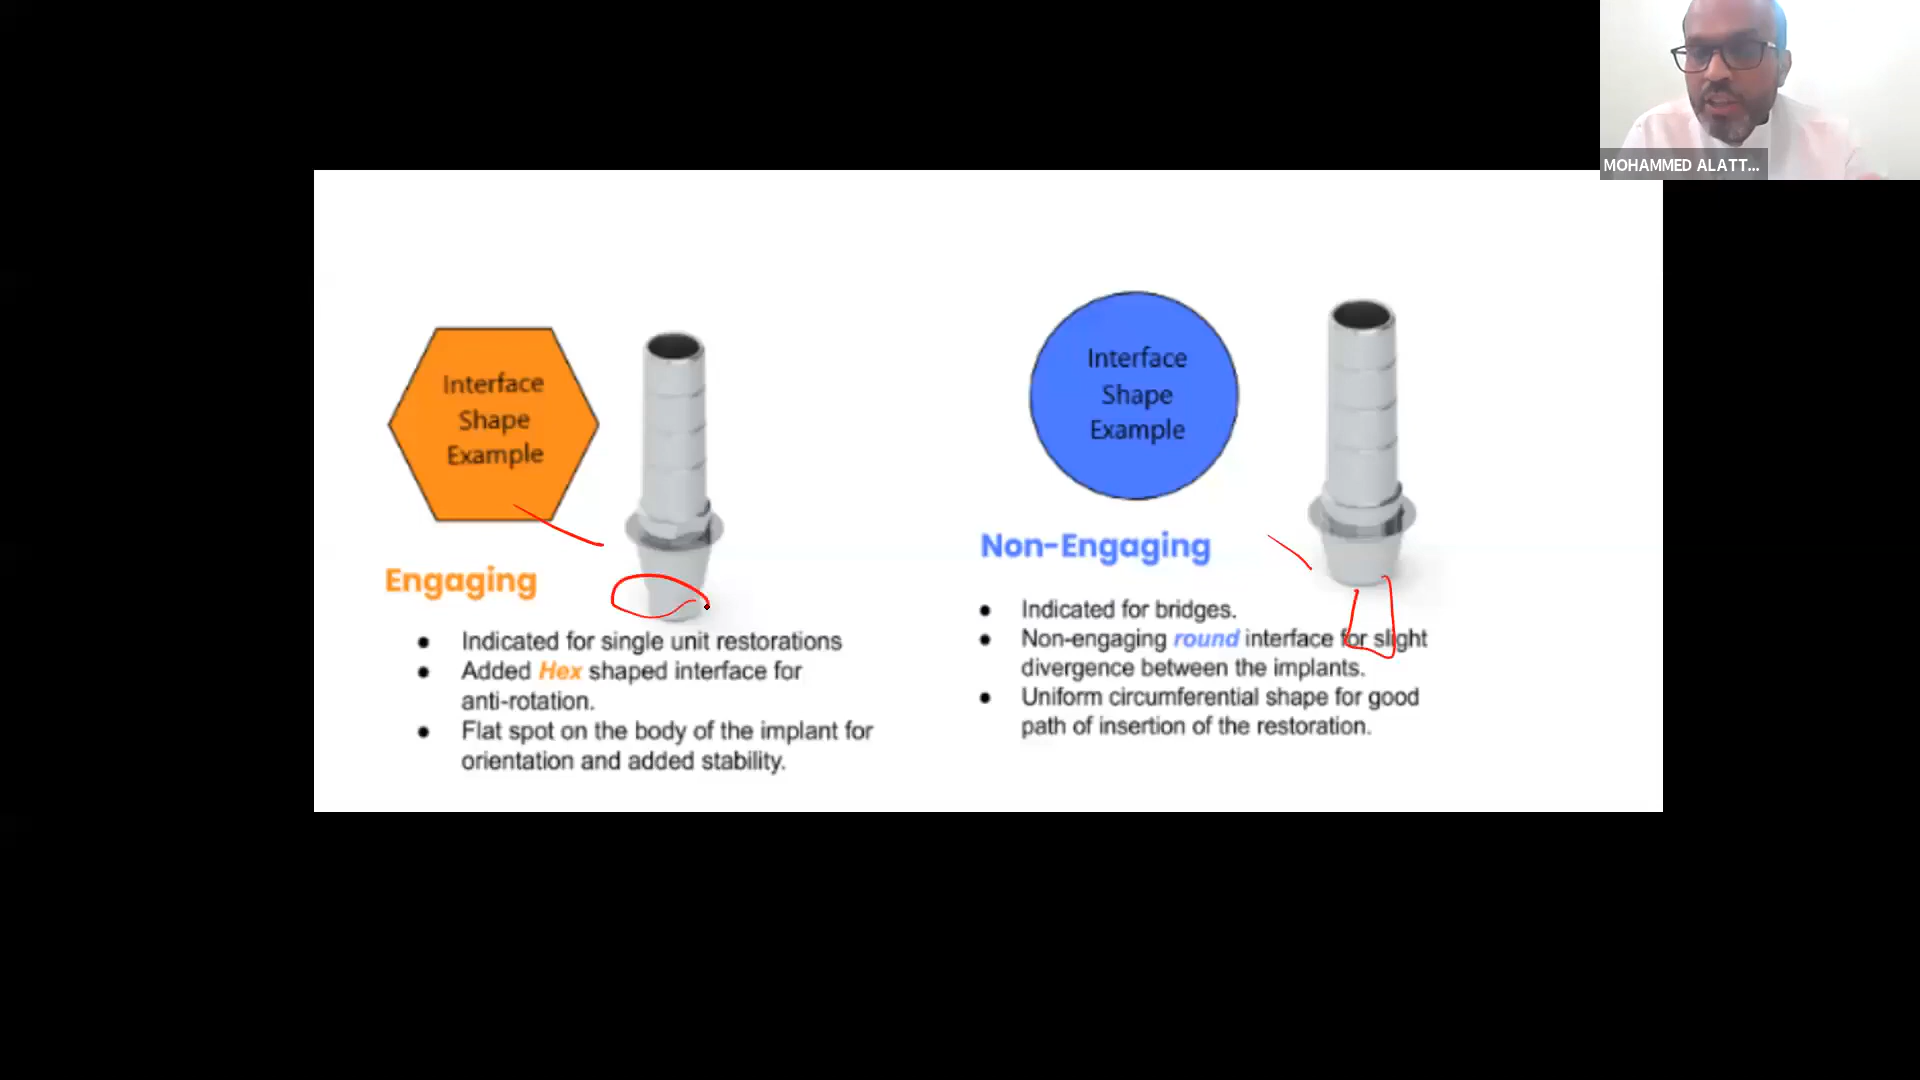 MOHAMMED ALATT...
Interface
Shape
Example
Engaging
● Indicated for single unit restorations
● Added Hex shaped interface for
anti-rotation.
● Flat spot on the body of the implant for
orientation and added stability.
Interface
Shape
Example
Non-Engaging
● Indicated for bridges.
● Non-engaging round interface for slight
divergence between the implants.
● Uniform circumferential shape for good
path of insertion of the restoration.